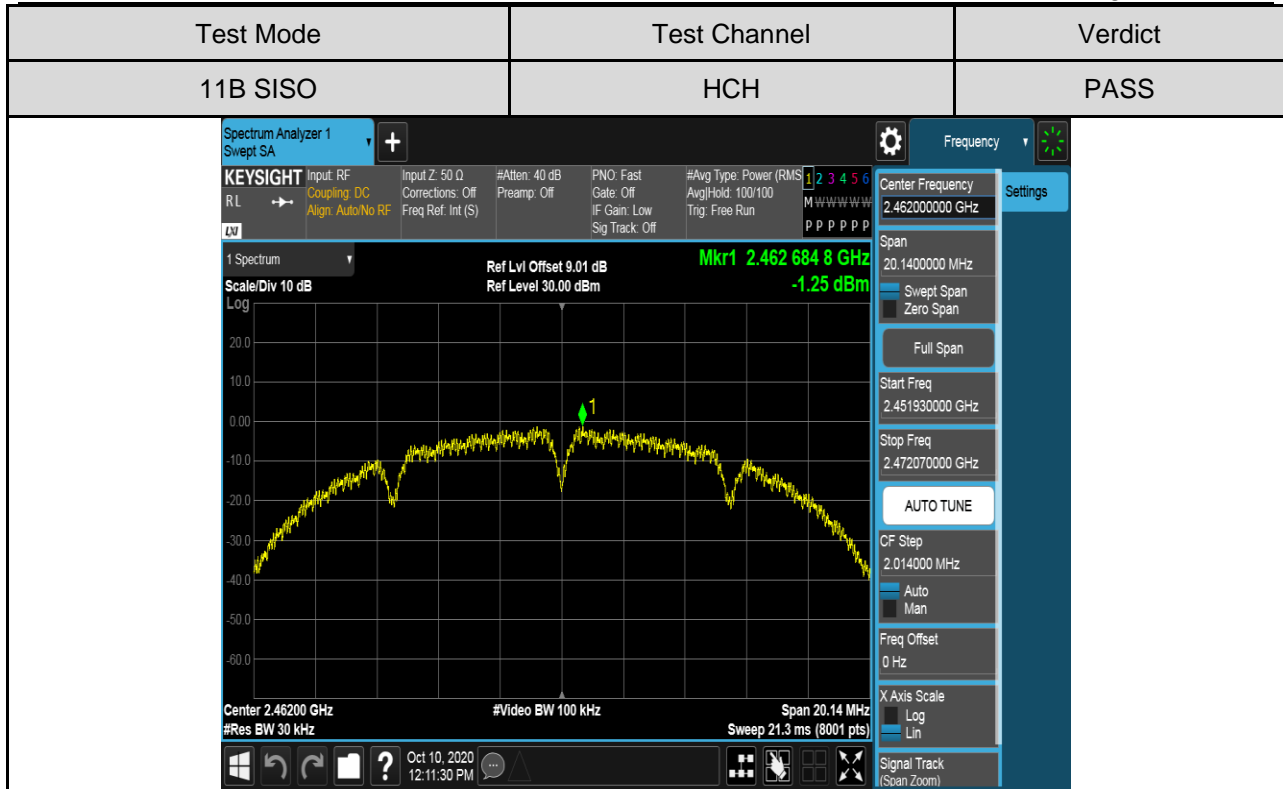 Test Mode Test Channel Verdict
11B SISO HCH PASS
Spectrum Analyzer 1
Swept SA
+
Frequency
KEYSIGHT Input: RF Input Z: 50 Ω #Atten: 40 dB PNO: Fast #Avg Type: Power (RMS 1 2 3 4 5 6
RL Coupling: DC Corrections: Off Preamp: Off Gate: Off Avg|Hold: 100/100 M W W W W W
Align: Auto/No RF Freq Ref: Int (S) IF Gain: Low Trig: Free Run
LXI Sig Track: Off P P P P P P
1 Spectrum
Ref Lvl Offset 9.01 dB Mkr1 2.462 684 8 GHz
Scale/Div 10 dB Ref Level 30.00 dBm -1.25 dBm
Log
20.0
10.0
1
0.00
-10.0
-20.0
-30.0
-40.0
-50.0
-60.0
Center 2.46200 GHz #Video BW 100 kHz Span 20.14 MHz
#Res BW 30 kHz Sweep 21.3 ms (8001 pts)
? Oct 10, 2020
12:11:30 PM
Center Frequency
2.462000000 GHz
Settings
Span
20.1400000 MHz
Swept Span
Zero Span
Full Span
Start Freq
2.451930000 GHz
Stop Freq
2.472070000 GHz
AUTO TUNE
CF Step
2.014000 MHz
Auto
Man
Freq Offset
0 Hz
X Axis Scale
Log
Lin
Signal Track
(Span Zoom)